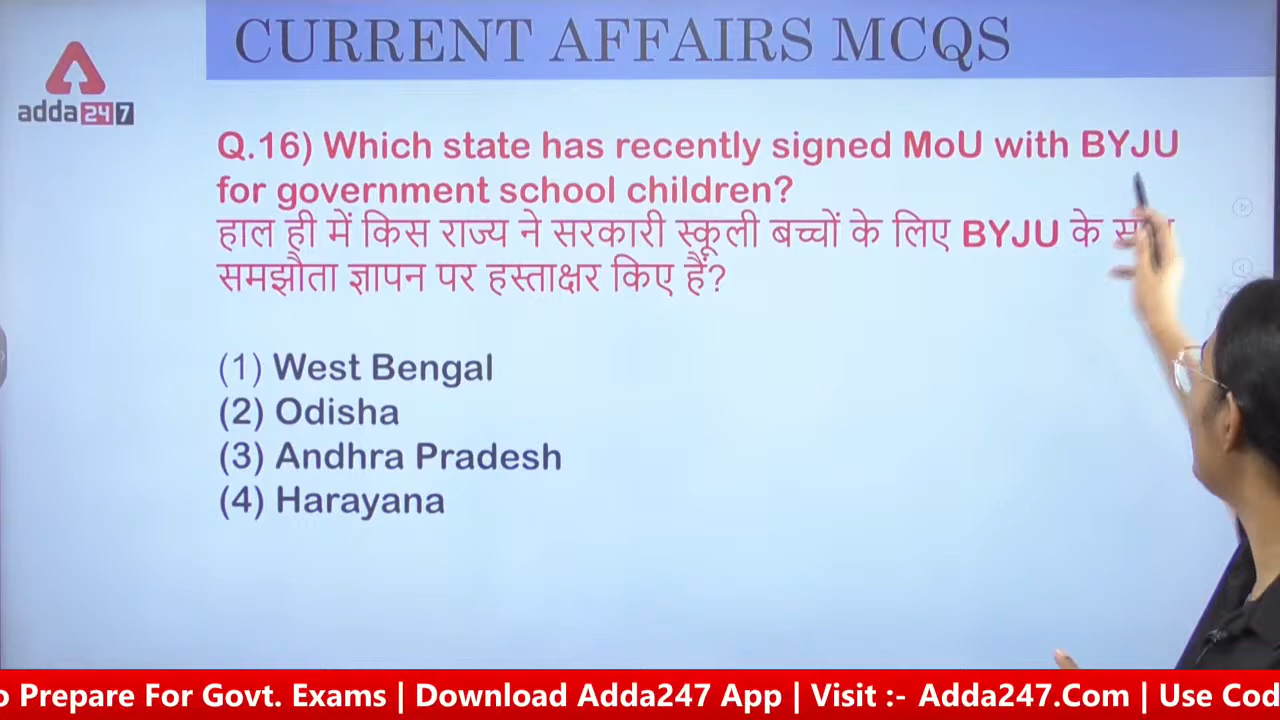 CURRENT AFFAIRS MCQS
adda247
Q.16) Which state has recently signed MoU with BYJU
for government school children?
हाल ही में किस राज्य ने सरकारी स्कूली बच्चों के लिए BYJU के
समझौता ज्ञापन पर हस्ताक्षर किए हैं?
(1) West Bengal
(2) Odisha
(3) Andhra Pradesh
(4) Harayana
Prepare For Govt. Exams | Download Adda247 App | Visit :- Adda247.Com | Use